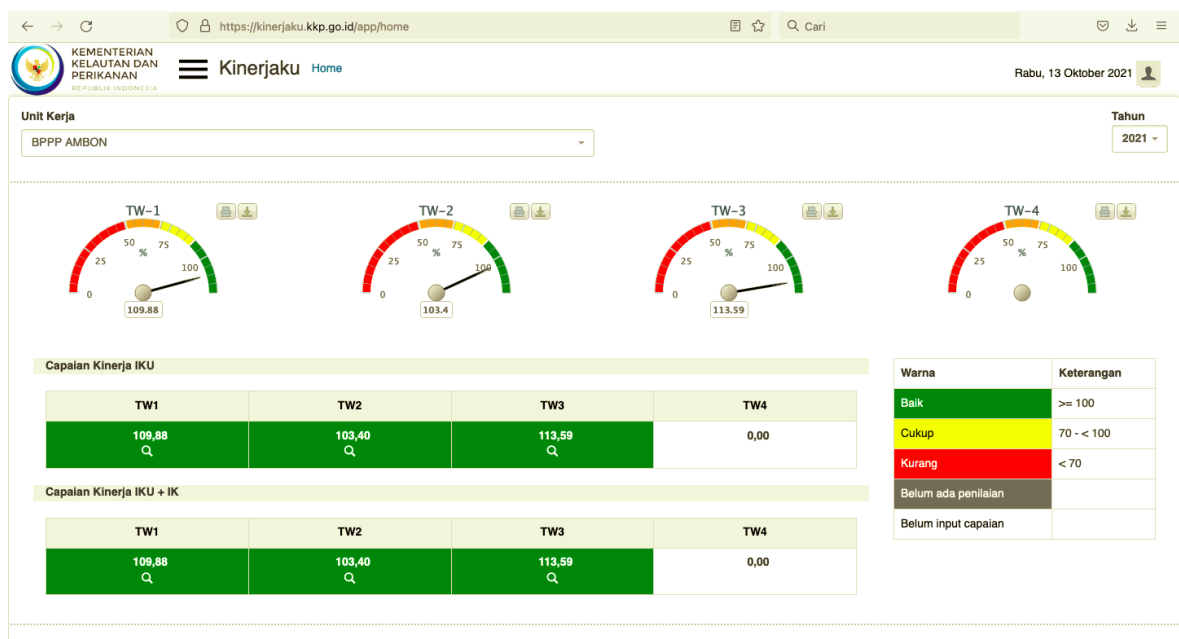 https://kinerjaku.kkp.go.id/app/home
Cari
KEMENTERIAN
KELAUTAN DAN
PERIKANAN
REPUBLIK INDONESIA
Kinerjaku Home
Rabu, 13 Oktober 2021
Unit Kerja
Tahun
BPPP AMBON
2021
TW-1
0 25 50 75 100
%
109.88
TW-2
0 25 50 75 100
%
103.4
TW-3
0 25 50 75 100
%
113.59
TW-4
0 25 50 75 100
%
Capaian Kinerja IKU
TW1 TW2 TW3 TW4
109,88 103,40 113,59 0,00
Capaian Kinerja IKU + IK
TW1 TW2 TW3 TW4
109,88 103,40 113,59 0,00
Warna Keterangan
Baik >= 100
Cukup 70 - < 100
Kurang < 70
Belum ada penilaian
Belum input capaian